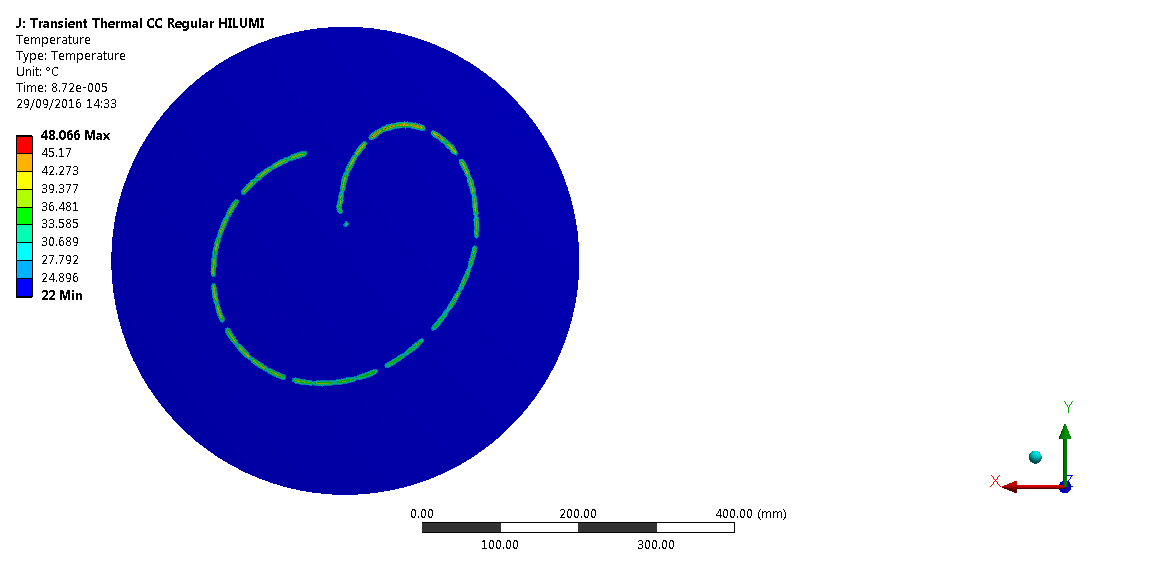 J: Transient Thermal CC Regular HILUMI
Temperature
Type: Temperature
Unit: °C
Time: 8.72e-005
29/09/2016 14:33
48.066 Max
45.17
42.273
39.377
36.481
33.585
30.689
27.792
24.896
22 Min
Y
X
Z
0.00 200.00 400.00 (mm)
100.00 300.00